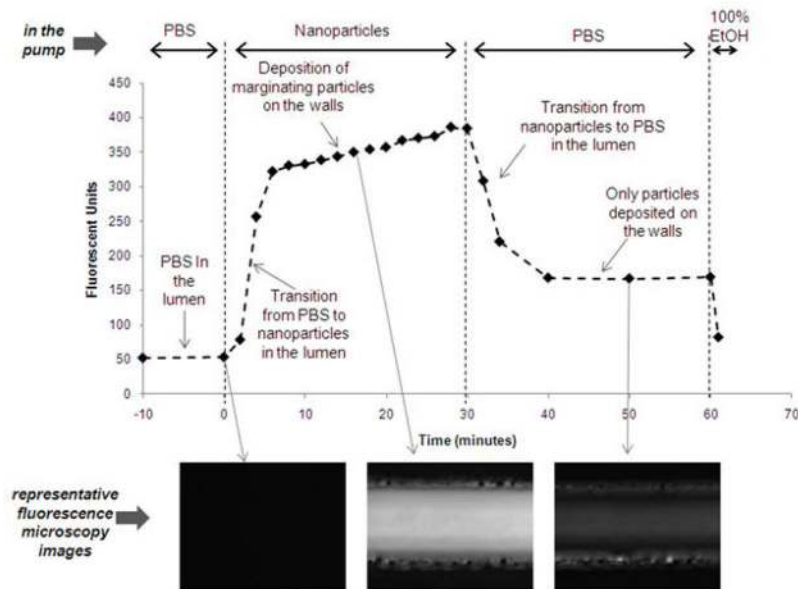 in the
pump
PBS
Nanoparticles
PBS
100%
EtOH
Deposition of
marginating particles
on the walls
Transition from
nanoparticles to PBS
in the lumen
Only particles
deposited on
the walls
PBS In
the
lumen
Transition
from PBS to
nanoparticles
in the lumen
Fluorescent Units
450
400
350
300
250
200
150
100
50
0
-10
0
10
20
30
40
50
60
70
Time (minutes)
representative
fluorescence
microscopy
images